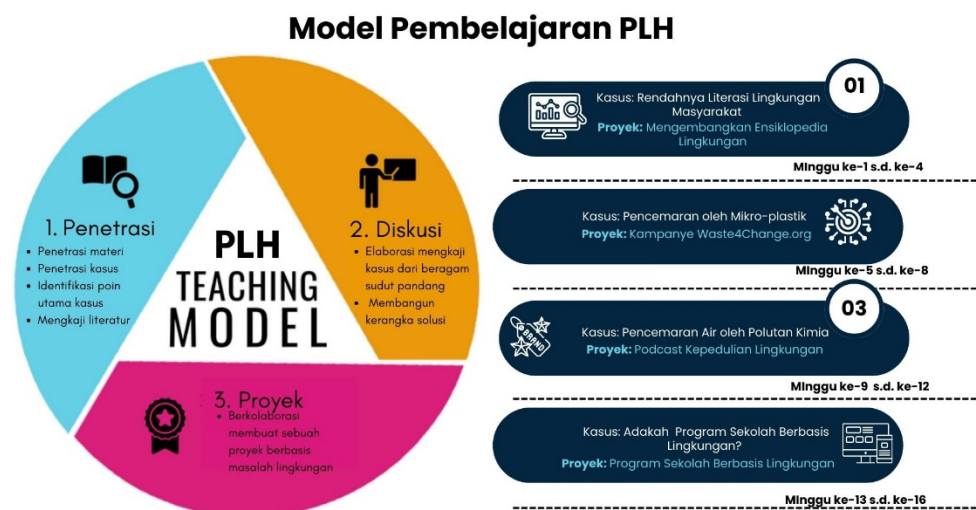 Model Pembelajaran PLH
1. Penetrasi
• Penetrasi materi
• Penetrasi kasus
• Identifikasi poin
utama kasus
• Mengkaji literatur
2. Diskusi
• Elaborasi mengkaji
kasus dari beragam
sudut pandang
• Membangun
kerangka solusi
PLH
TEACHING
MODEL
3. Proyek
• Berkolaborasi
membuat sebuah
proyek berbasis
masalah lingkungan
01
Kasus: Rendahnya Literasi Lingkungan
Masyarakat
Proyek: Mengembangkan Ensiklopedia
Lingkungan
MInggu ke-1 s.d. ke-4
Kasus: Pencemaran oleh Mikro-plastik
Proyek: Kampanye Waste4Change.org
MInggu ke-5 s.d. ke-8
03
BRAND
Kasus: Pencemaran Air oleh Polutan Kimia
Proyek: Podcast Kepedulian Lingkungan
MInggu ke-9 s.d. ke-12
Kasus: Adakah Program Sekolah Berbasis
Lingkungan?
Proyek: Program Sekolah Berbasis Lingkungan
MInggu ke-13 s.d. ke-16